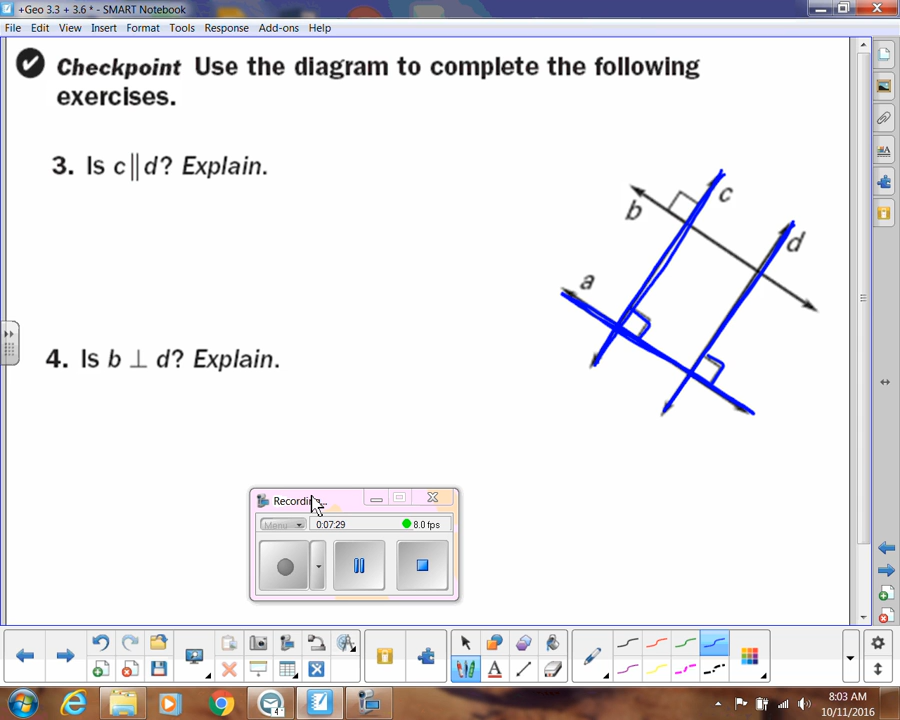 +Geo 3.3 + 3.6 * - SMART Notebook
File Edit View Insert Format Tools Response Add-ons Help
Checkpoint Use the diagram to complete the following
exercises.
3. Is c || d? Explain.
c
b
d
a
4. Is b ⊥ d? Explain.
Recording...
Menu 0:07:29 8.0 fps
A
4
8:03 AM
10/11/2016